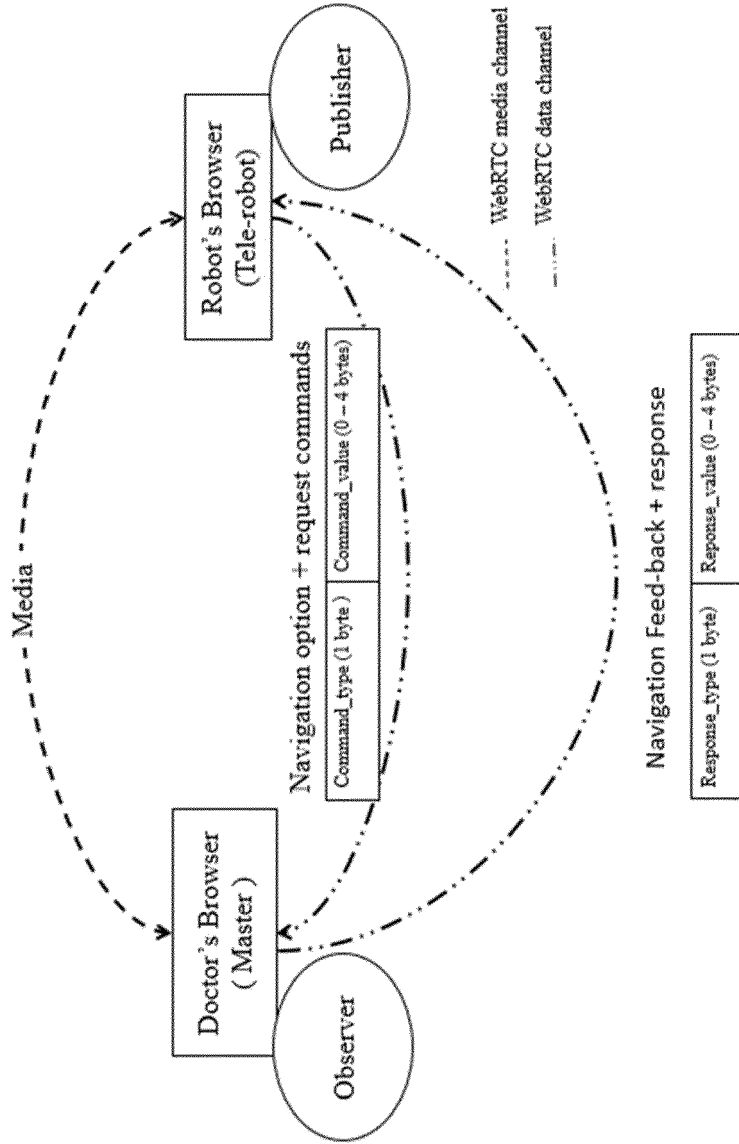 Media
Doctor's Browser
( Master )
Observer
Robot's Browser
(Tele-robot)
Publisher
Navigation option + request commands
Command_type (1 byte )
Command_value (0 – 4 bytes)
WebRTC media channel
WebRTC data channel
Navigation Feed-back + response
Response_type (1 byte)
Reponse_value (0 – 4 bytes)